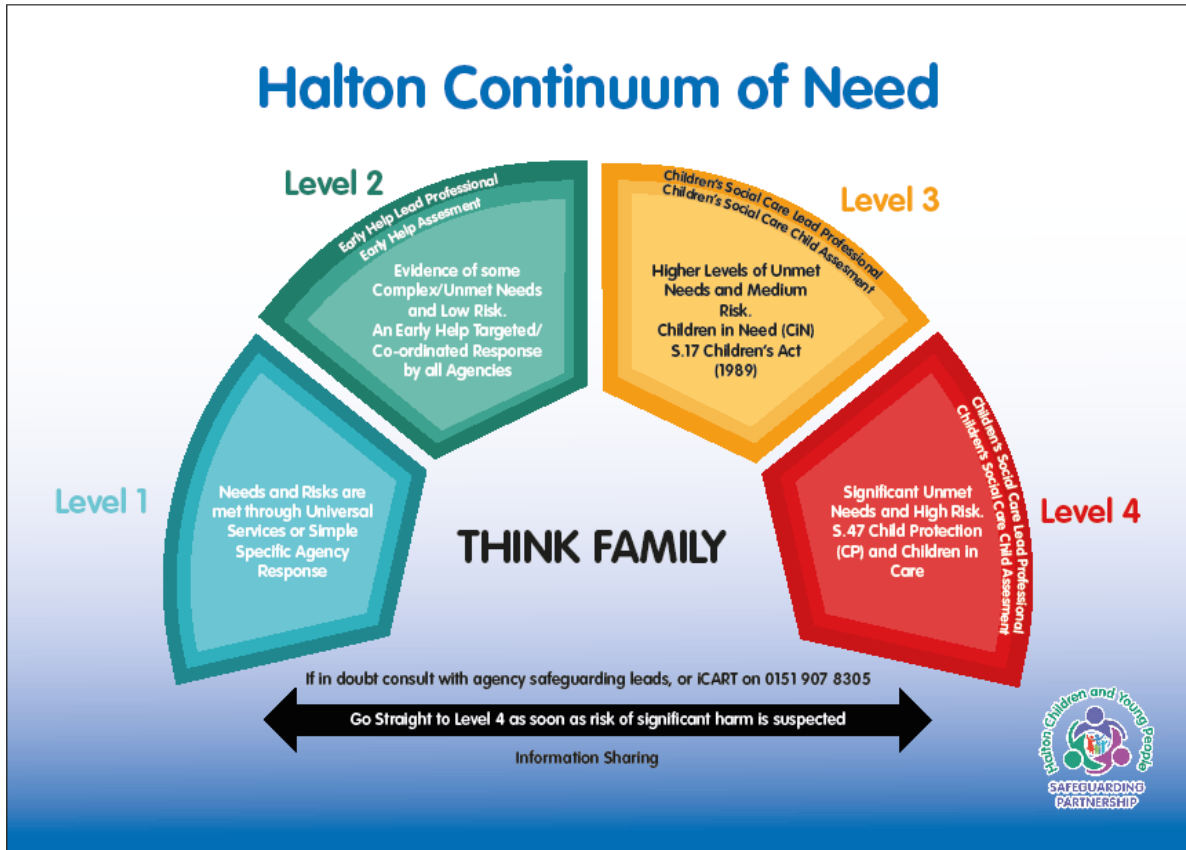 Halton Continuum of Need
Level 1
Needs and Risks are
met through Universal
Services or Simple
Specific Agency
Response
Level 2
Early Help Lead Professional
Early Help Assesment
Evidence of some
Complex/Unmet Needs
and Low Risk.
An Early Help Targeted/
Co-ordinated Response
by all Agencies
Level 3
Children's Social Care Lead Professional
Children's Social Care Child Assesment
Higher Levels of Unmet
Needs and Medium
Risk.
Children in Need (CiN)
S.17 Children's Act
(1989)
Level 4
Children's Social Care Lead Professional
Children's Social Care Child Assesment
Significant Unmet
Needs and High Risk.
S.47 Child Protection
(CP) and Children in
Care
THINK FAMILY
If in doubt consult with agency safeguarding leads, or iCART on 0151 907 8305
Go Straight to Level 4 as soon as risk of significant harm is suspected
Information Sharing
Halton Children and Young People
SAFEGUARDING
PARTNERSHIP